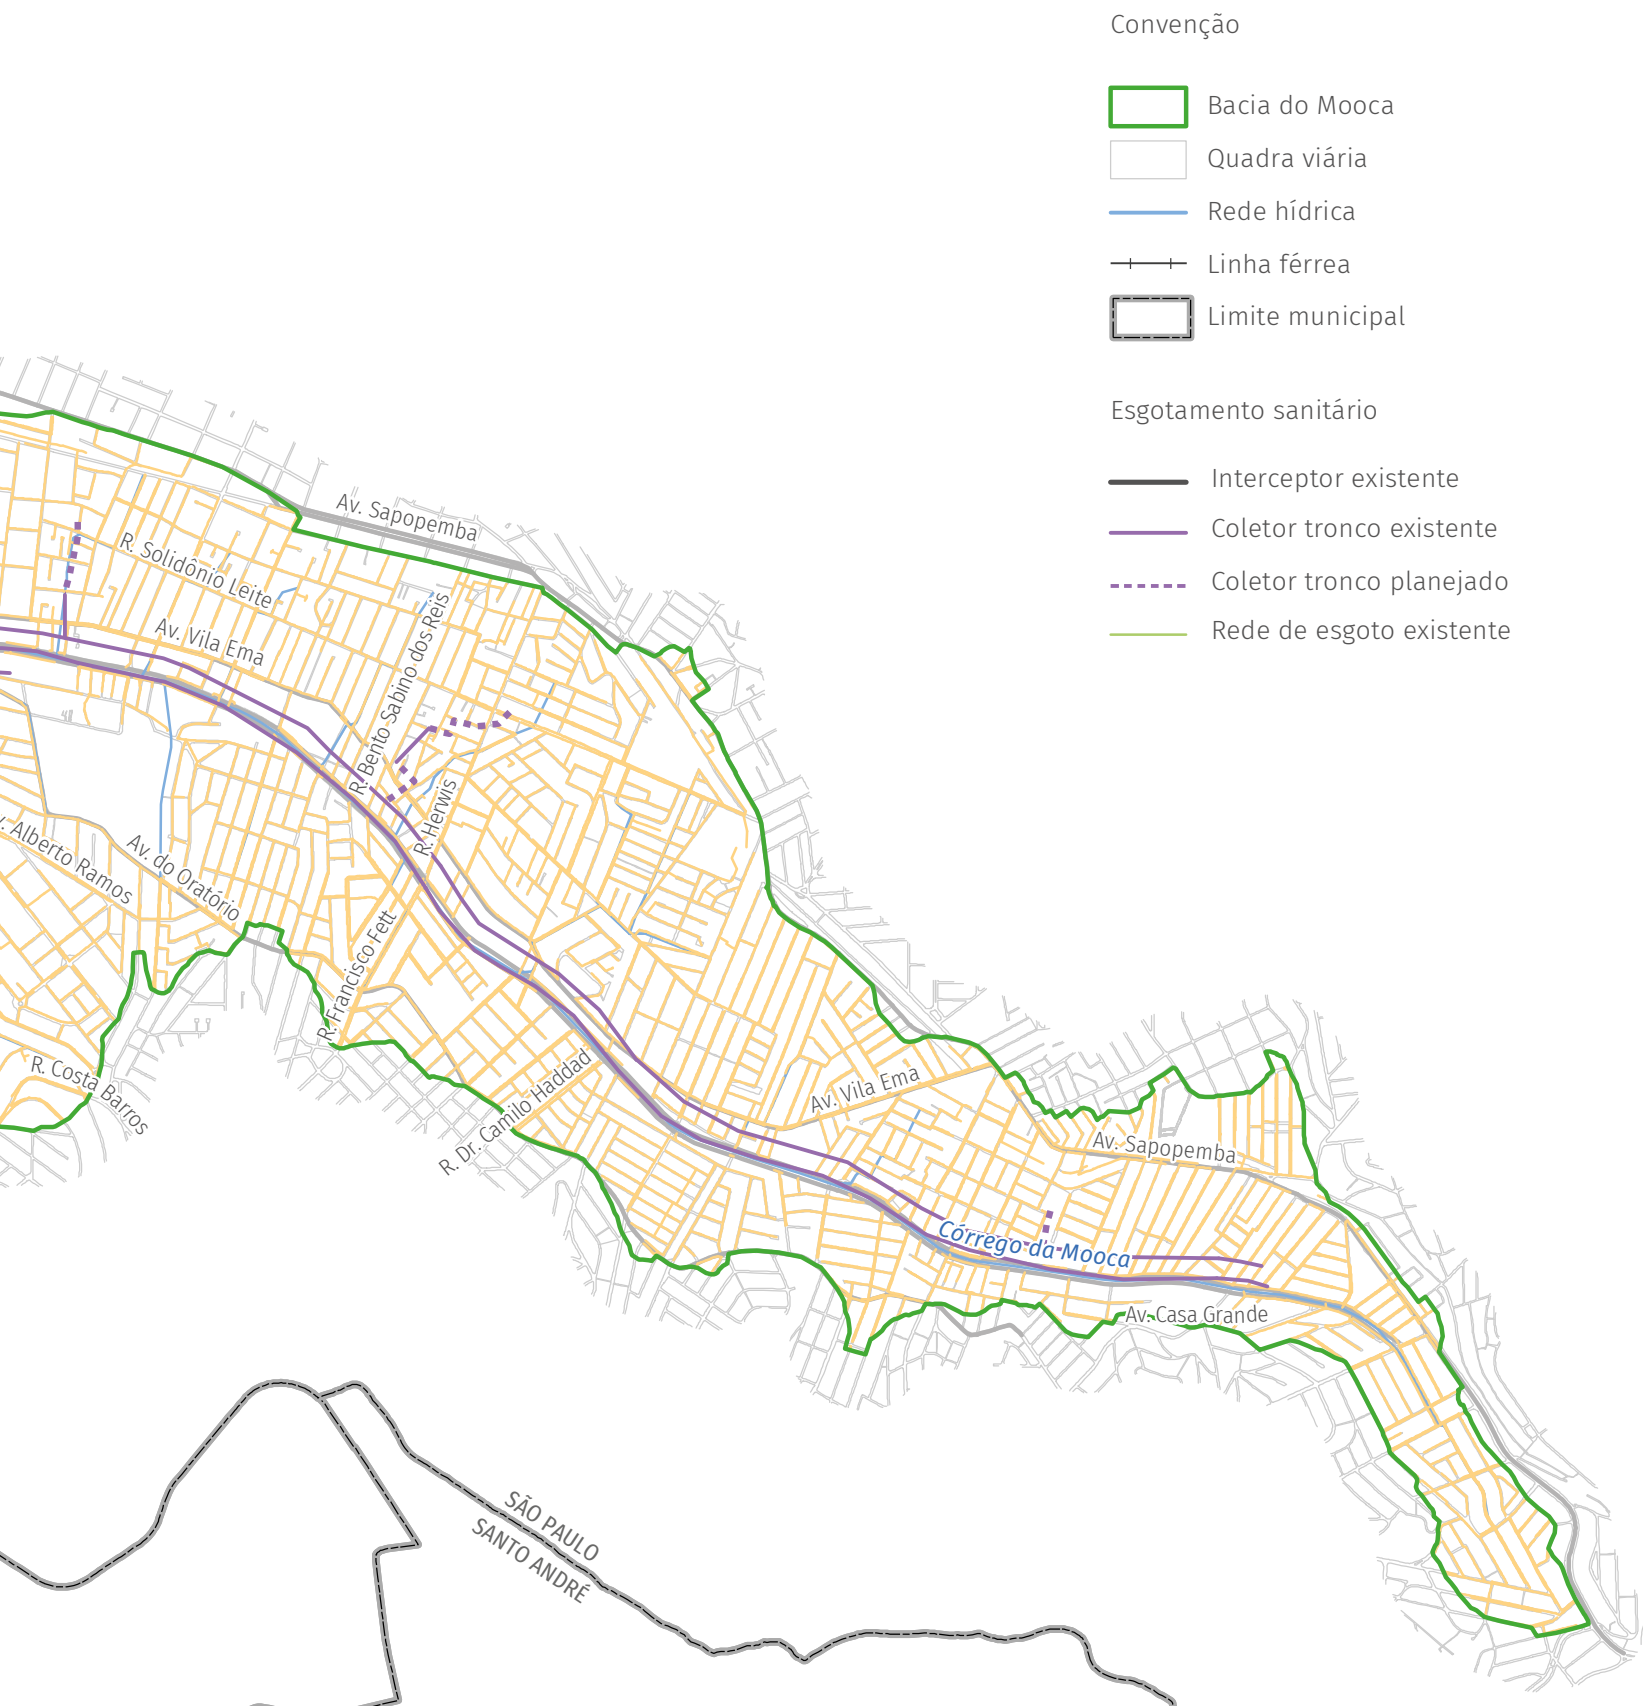 Convenção
Bacia do Mooca
Quadra viária
Rede hídrica
Linha férrea
Limite municipal
Esgotamento sanitário
Interceptor existente
Coletor tronco existente
Coletor tronco planejado
Rede de esgoto existente
Av. Sapopemba
R. Solidônio Leite
Av. Vila Ema
R. Bento Sabino dos Reis
R. Herwis
. Alberto Ramos
Av. do Oratório
R. Francisco Fett
R. Costa Barros
R. Dr. Camilo Haddad
Av. Vila Ema
Av. Sapopemba
Córrego da Mooca
Av. Casa Grande
SÃO PAULO
SANTO ANDRÉ